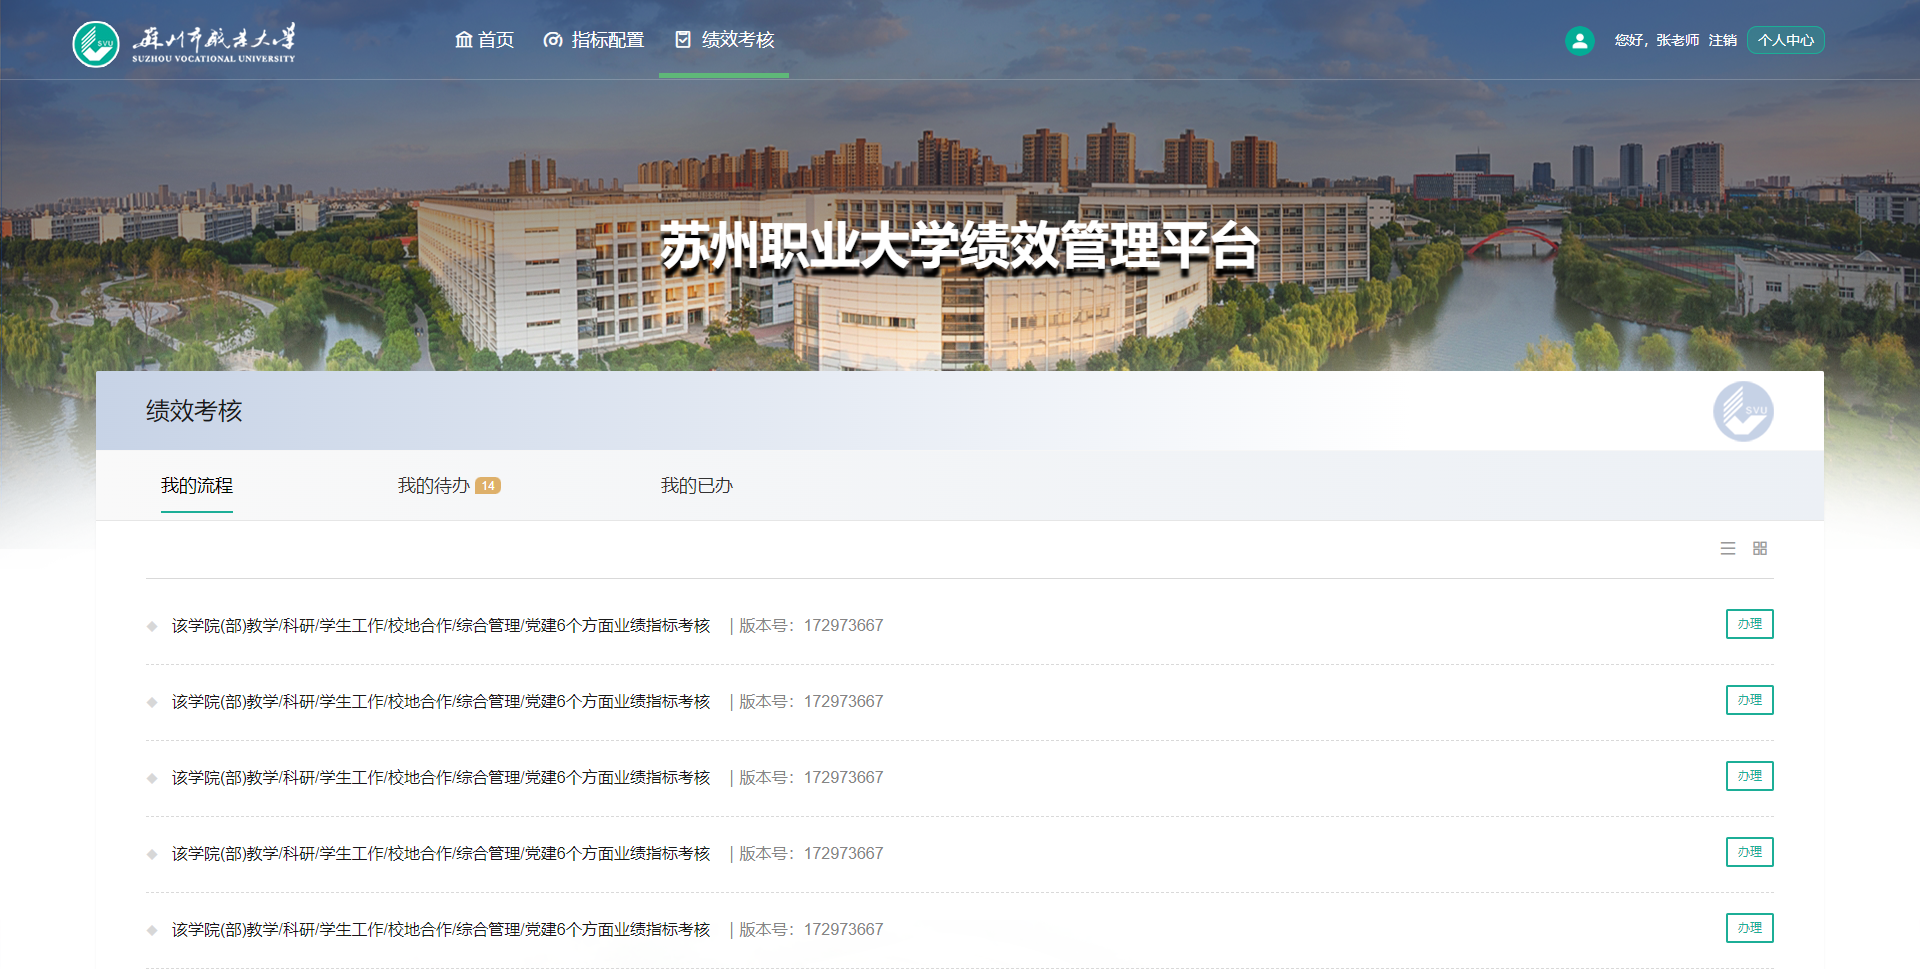 SVU 苏州市职业大学 首页 指标配置 绩效考核 您好，张老师 注销 个人中心
SUZHOU VOCATIONAL UNIVERSITY
苏州职业大学绩效管理平台
绩效考核 SVU
我的流程 我的待办 14 我的已办
该学院(部)教学/科研/学生工作/校地合作/综合管理/党建6个方面业绩指标考核 | 版本号：172973667 办理
该学院(部)教学/科研/学生工作/校地合作/综合管理/党建6个方面业绩指标考核 | 版本号：172973667 办理
该学院(部)教学/科研/学生工作/校地合作/综合管理/党建6个方面业绩指标考核 | 版本号：172973667 办理
该学院(部)教学/科研/学生工作/校地合作/综合管理/党建6个方面业绩指标考核 | 版本号：172973667 办理
该学院(部)教学/科研/学生工作/校地合作/综合管理/党建6个方面业绩指标考核 | 版本号：172973667 办理